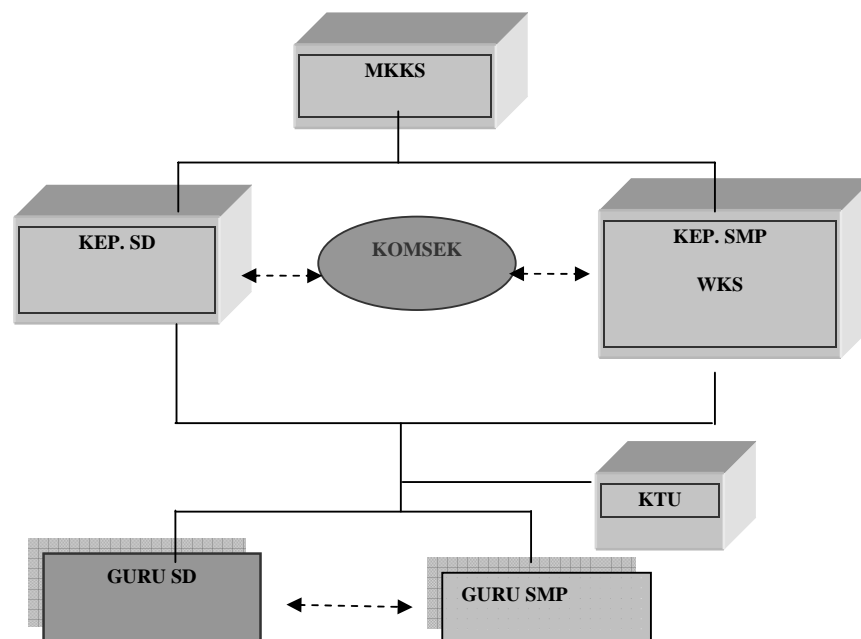 MKKS
KEP. SD
KOMSEK
KEP. SMP
WKS
KTU
GURU SD
GURU SMP